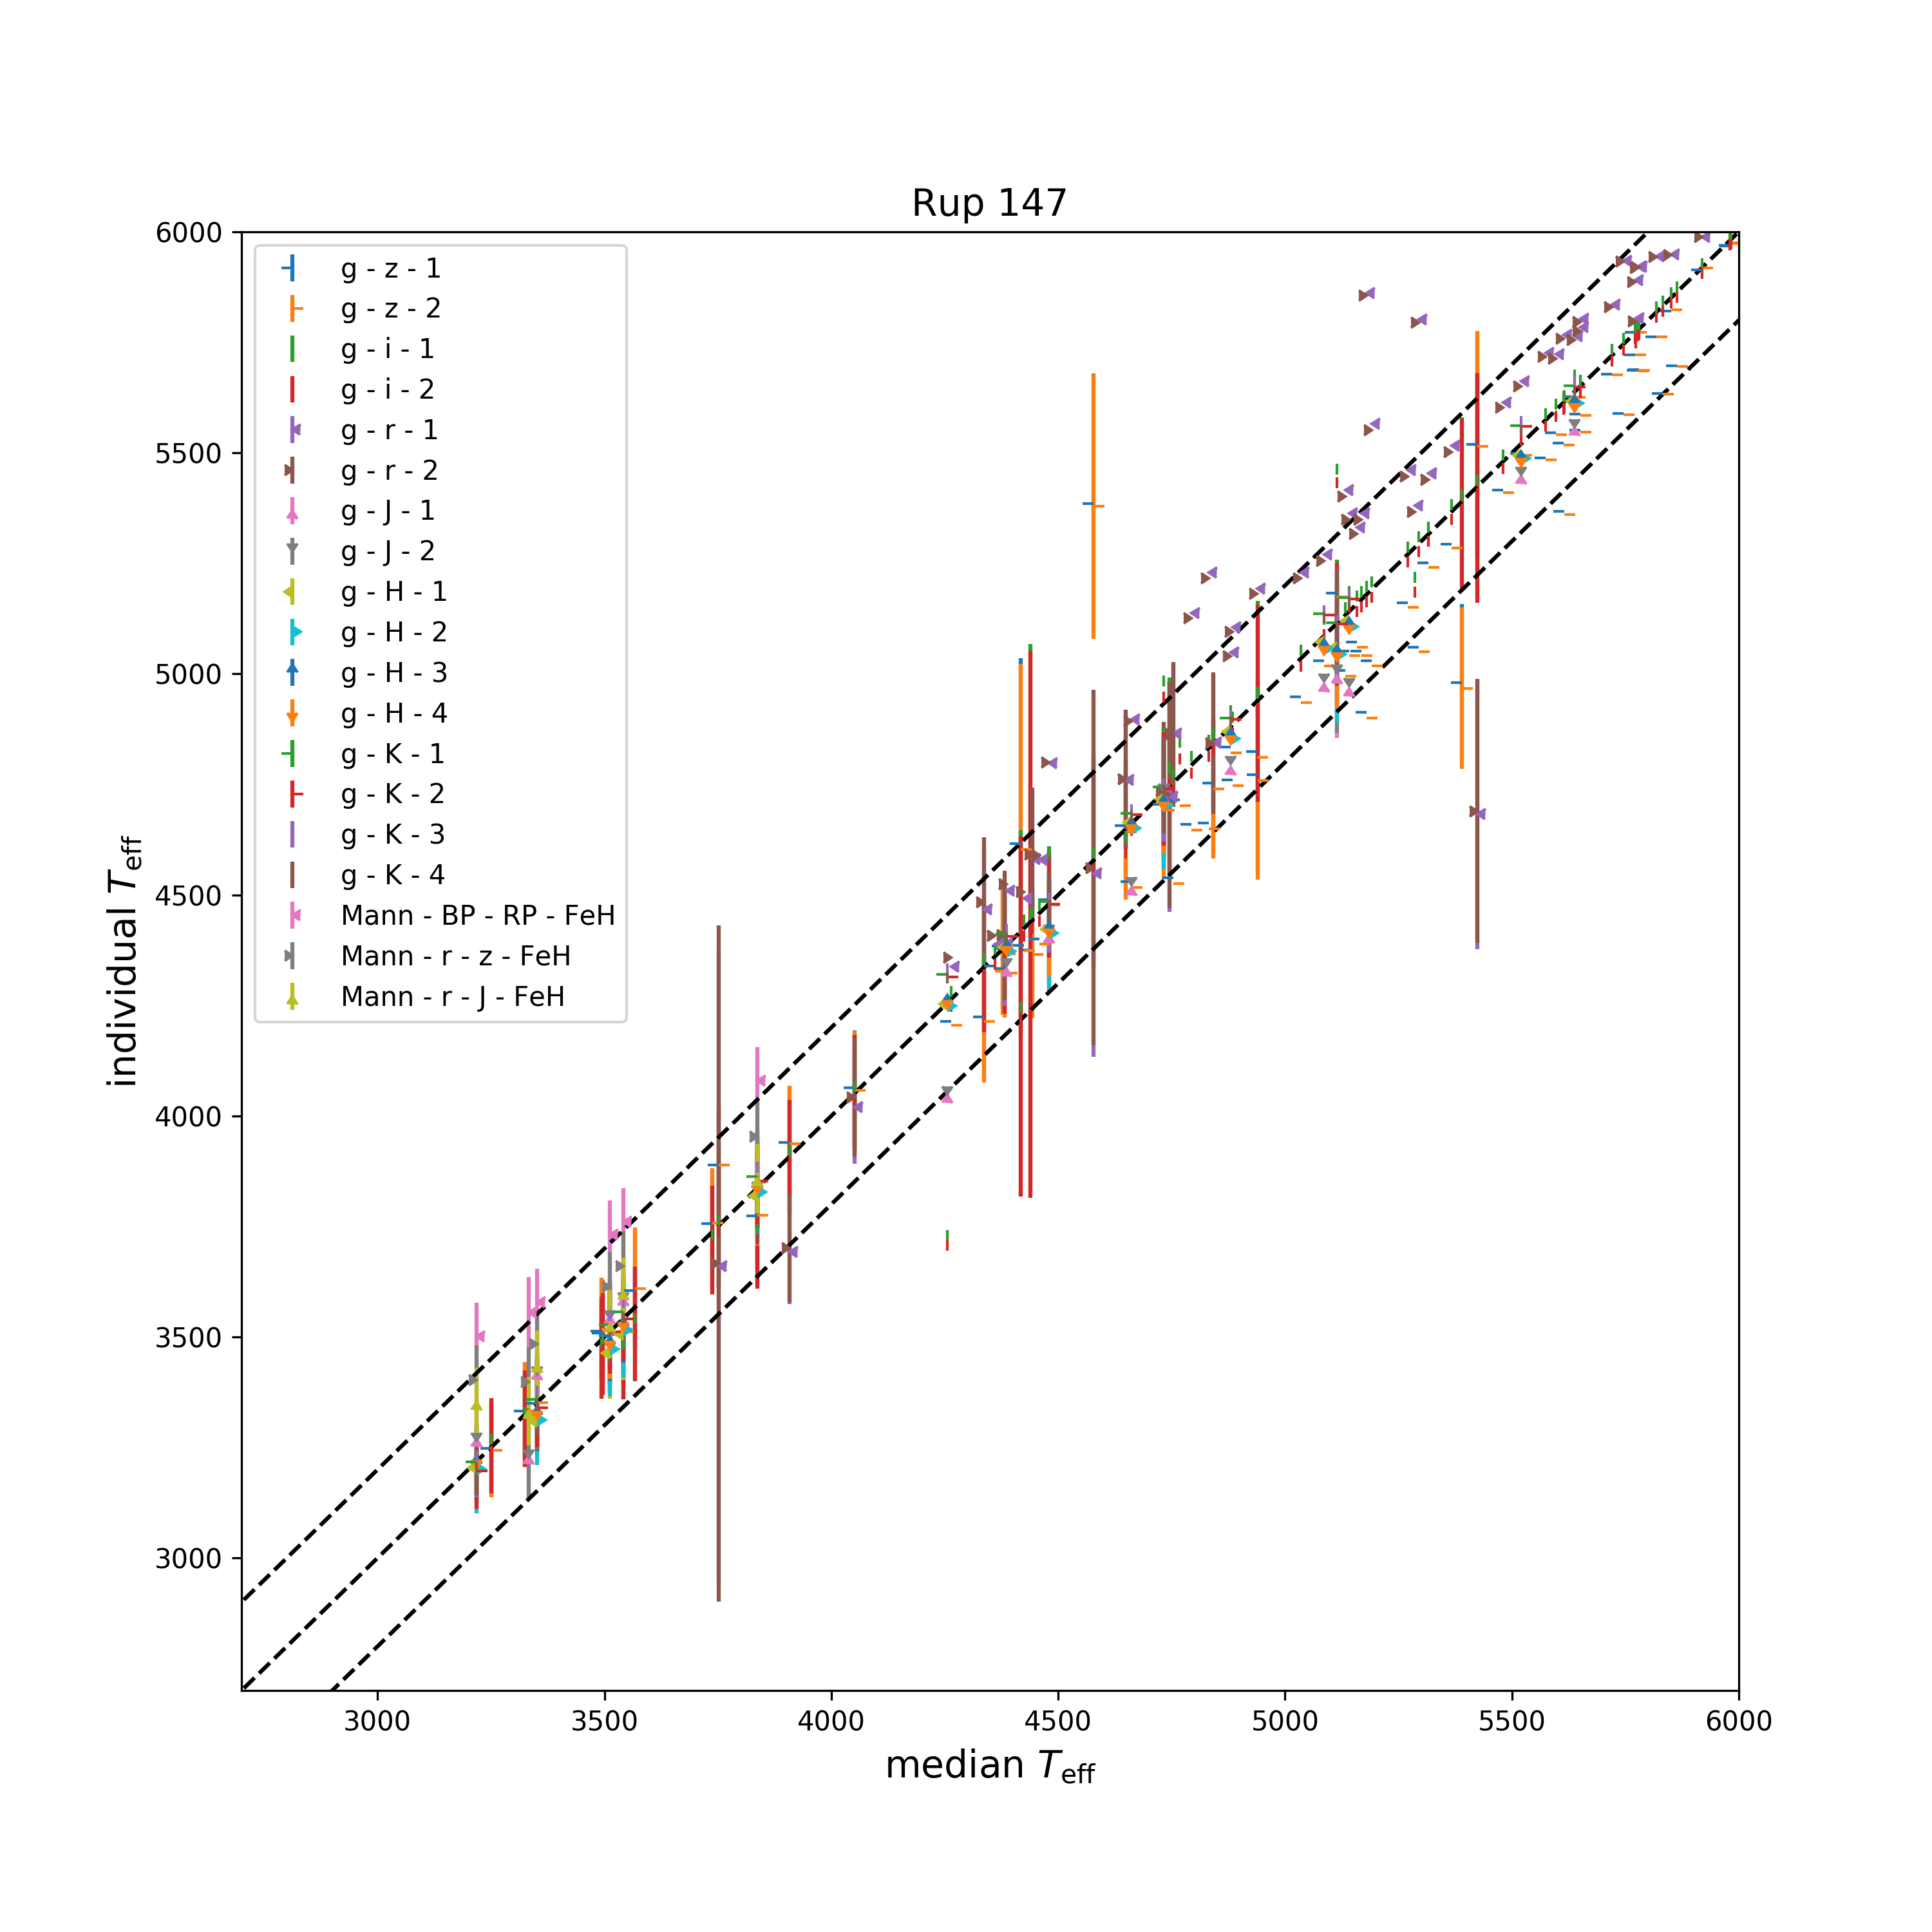 Rup 147
6000
5500
5000
4500
4000
3500
3000
individual Teff
g - z - 1
g - z - 2
g - i - 1
g - i - 2
g - r - 1
g - r - 2
g - J - 1
g - J - 2
g - H - 1
g - H - 2
g - H - 3
g - H - 4
g - K - 1
g - K - 2
g - K - 3
g - K - 4
Mann - BP - RP - FeH
Mann - r - z - FeH
Mann - r - J - FeH
3000 3500 4000 4500 5000 5500 6000
median Teff